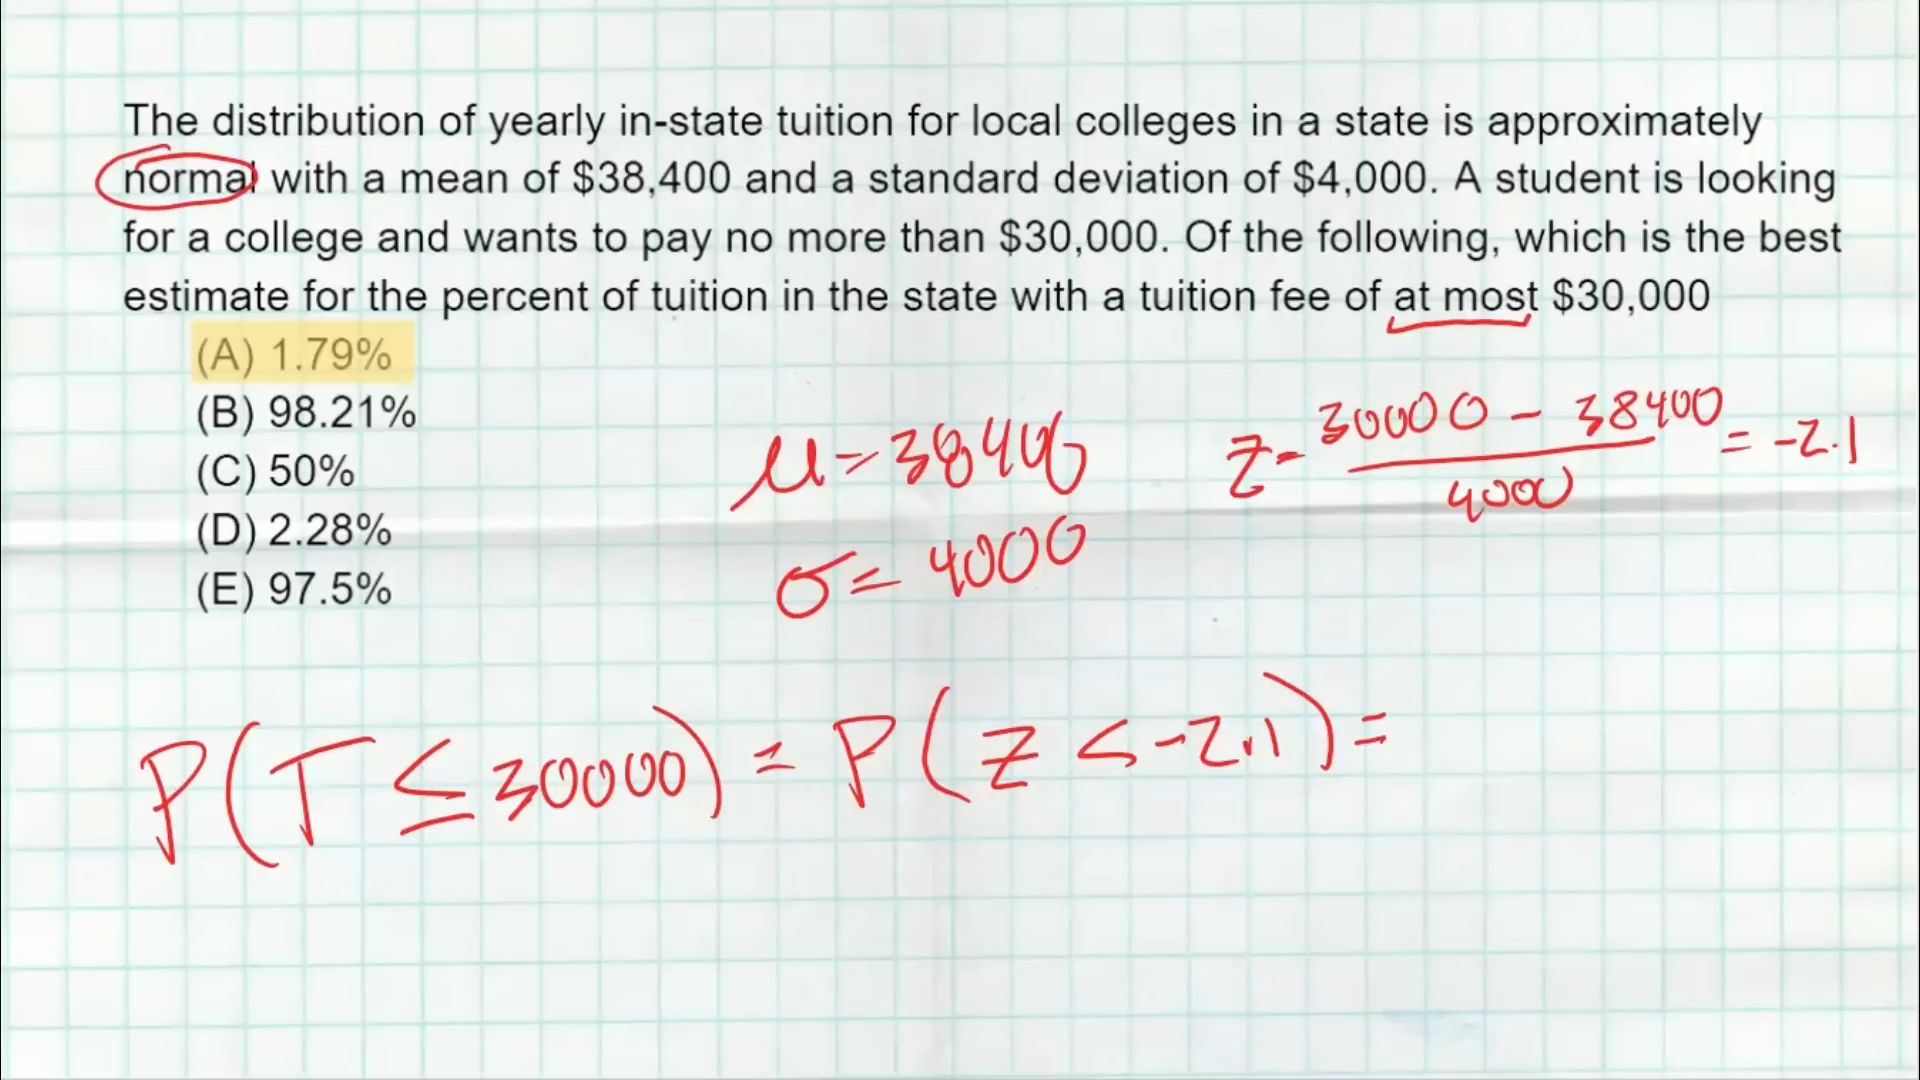 The distribution of yearly in-state tuition for local colleges in a state is approximately
normal with a mean of $38,400 and a standard deviation of $4,000. A student is looking
for a college and wants to pay no more than $30,000. Of the following, which is the best
estimate for the percent of tuition in the state with a tuition fee of at most $30,000
(A) 1.79%
(B) 98.21%
(C) 50%
(D) 2.28%
(E) 97.5%
μ = 38400
σ = 4000
z = 30000 - 38400 = -2.1
4000
P(T ≤ 30000) = P(Z < -2.1) =